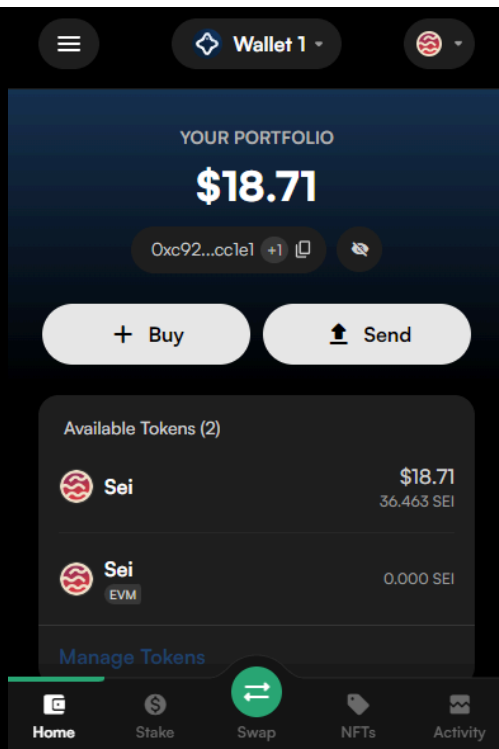 Wallet 1
YOUR PORTFOLIO
$18.71
0xc92...cc1e1 +1
+ Buy
Send
Available Tokens (2)
Sei
$18.71
36.463 SEI
Sei
EVM
0.000 SEI
Manage Tokens
Home
Stake
Swap
NFTs
Activity